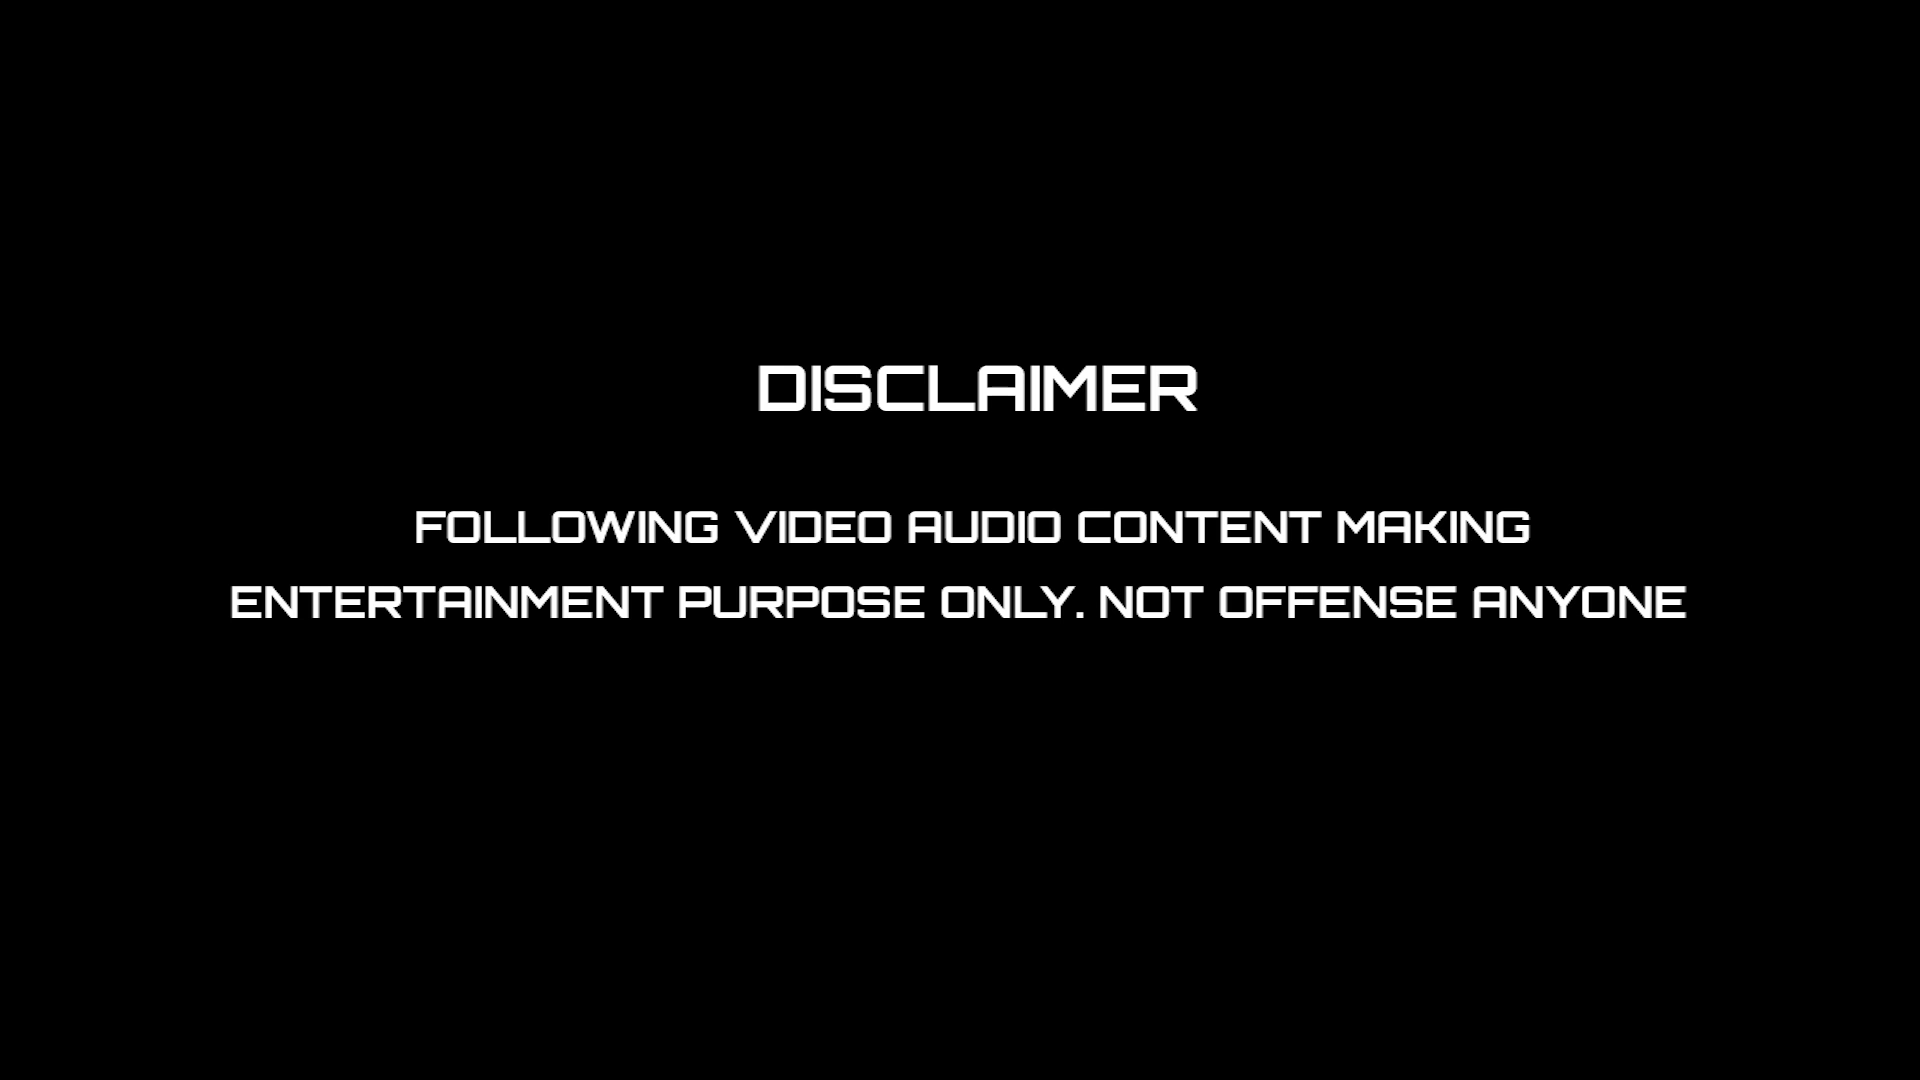 DISCLAIMER
FOLLOWING VIDEO AUDIO CONTENT MAKING
ENTERTAINMENT PURPOSE ONLY. NOT OFFENSE ANYONE